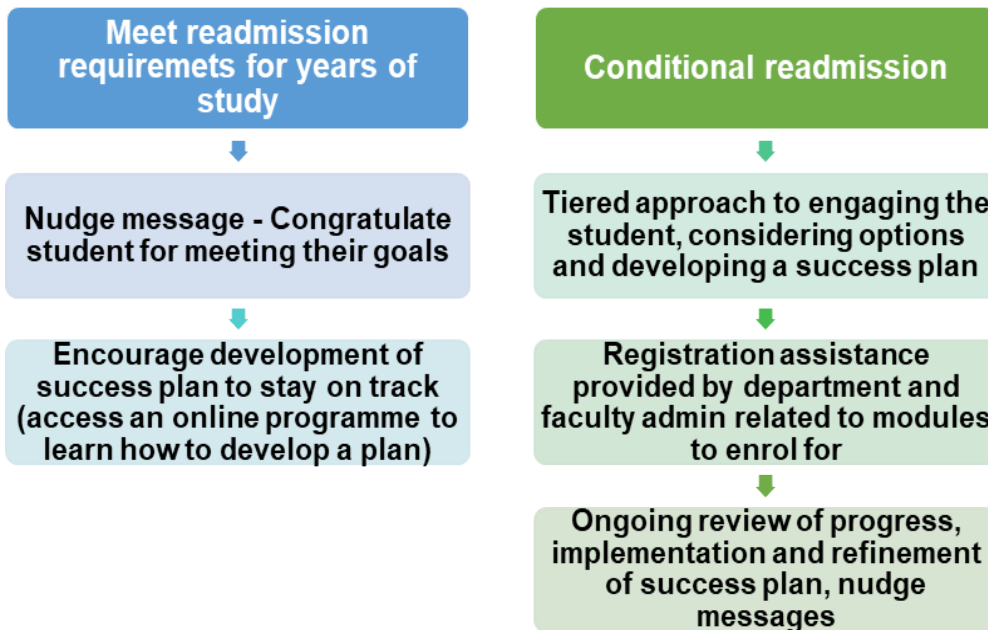 Meet readmission
requiremets for years of
study
Nudge message - Congratulate
student for meeting their goals
Encourage development of
success plan to stay on track
(access an online programme to
learn how to develop a plan)
Conditional readmission
Tiered approach to engaging the
student, considering options
and developing a success plan
Registration assistance
provided by department and
faculty admin related to modules
to enrol for
Ongoing review of progress,
implementation and refinement
of success plan, nudge
messages